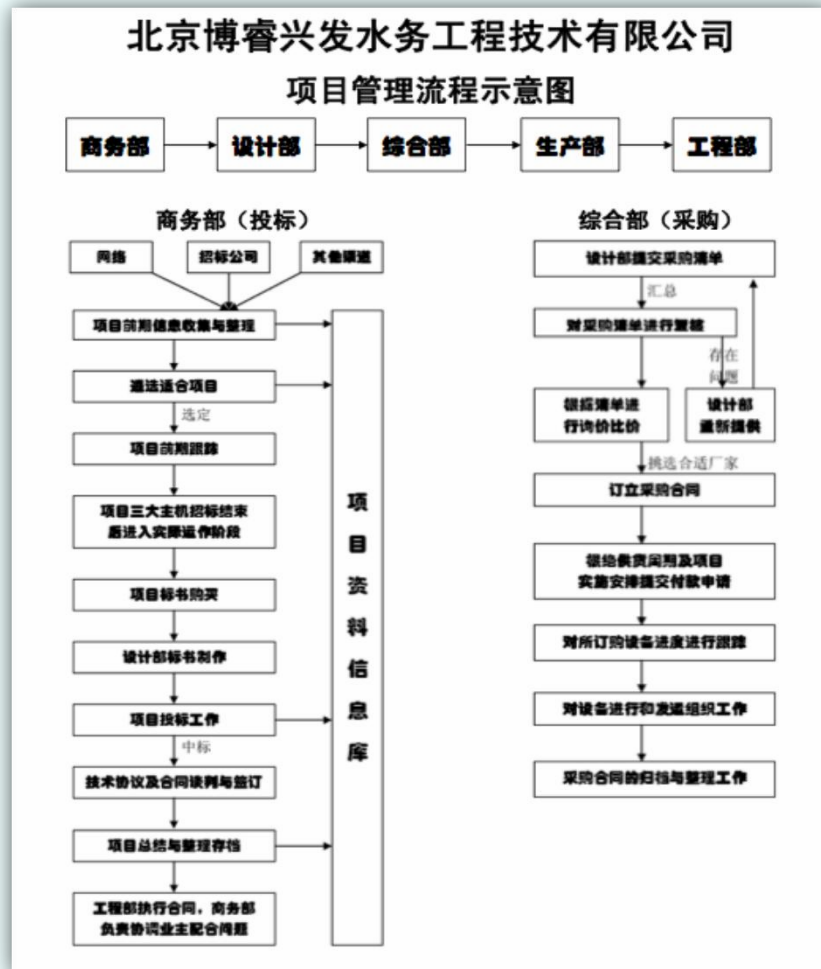 北京博睿兴发水务工程技术有限公司
项目管理流程示意图
商务部
设计部
综合部
生产部
工程部
商务部（投标）
网络
招标公司
其他渠道
项目前期信息收集与整理
遴选适合项目
选定
项目前期跟踪
项目三大主机招标结束
后进入实际运作阶段
项目标书购买
设计部标书制作
项目投标工作
中标
技术协议及合同谈判与签订
项目总结与整理存档
工程部执行合同，商务部
负责协调业主配合问题
项目资料信息库
综合部（采购）
设计部提交采购清单
汇总
对采购清单进行复核
存在
问题
根据清单进
行询价比价
设计部
重新提供
挑选合适厂家
订立采购合同
根给供货周期及项目
实施安排提交付款申请
对所订购设备进度进行跟踪
对设备进行和发运组织工作
采购合同的归档与整理工作